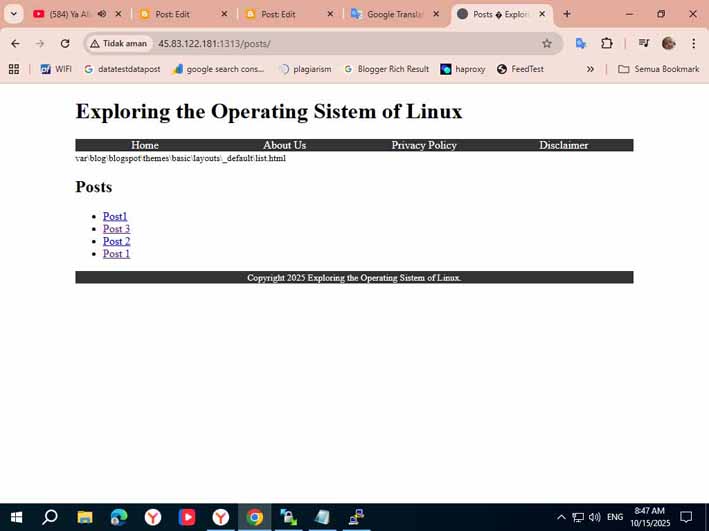 (584) Ya Alla
Post: Edit
Post: Edit
Google Translat
Posts � Explori
Tidak aman
45.83.122.181:1313/posts/
WIFI
datatestdatapost
google search cons...
plagiarism
Blogger Rich Result
haproxy
FeedTest
»
Semua Bookmark
Exploring the Operating Sistem of Linux
Home About Us Privacy Policy Disclaimer
var\blog\blogspot\themes\basic\layouts\_default\list.html
Posts
Post1
Post 3
Post 2
Post 1
Copyright 2025 Exploring the Operating Sistem of Linux.
ENG
8:47 AM
10/15/2025